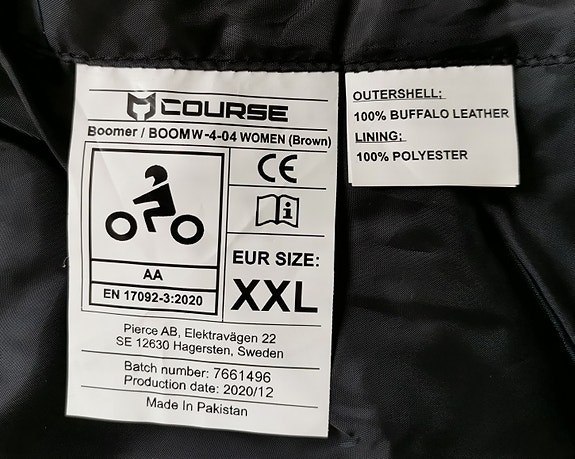 COURSE
Boomer / BOOMW-4-04 WOMEN (Brown)
CE
i
AA
EN 17092-3:2020
EUR SIZE:
XXL
Pierce AB, Elektravägen 22
SE 12630 Hagersten, Sweden
Batch number: 7661496
Production date: 2020/12
Made In Pakistan
OUTERSHELL;
100% BUFFALO LEATHER
LINING;
100% POLYESTER